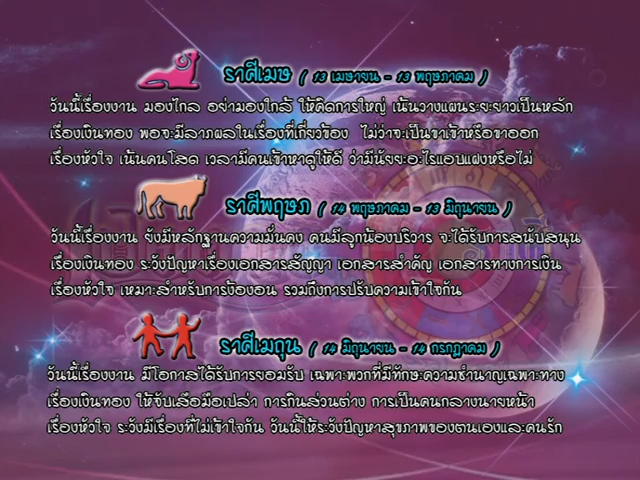 ราศีเมษ ( 13 เมษายน - 13 พฤษภาคม )
วันนี้เรื่องงาน มองไกล อย่ามองใกล้ ให้คิดการใหญ่ เน้นวางแผนระยะยาวเป็นหลัก
เรื่องเงินทอง พอจะมีลาภผลในเรื่องที่เกี่ยวข้อง ไม่ว่าจะเป็นขาเข้าหรือขาออก
เรื่องหัวใจ เน้นคนโสด เวลามีคนเข้าหาดูให้ดี ว่ามีนัยยะอะไรแอบแฝงหรือไม่
ราศีพฤษภ ( 14 พฤษภาคม - 13 มิถุนายน )
วันนี้เรื่องงาน ยังมีหลักฐานความมั่นคง คนมีลูกน้องบริวาร จะได้รับการสนับสนุน
เรื่องเงินทอง ระวังปัญหาเรื่องเอกสารสัญญา เอกสารสำคัญ เอกสารทางการเงิน
เรื่องหัวใจ เหมาะสำหรับการง้องอน รวมถึงการปรับความเข้าใจกัน
ราศีเมถุน ( 14 มิถุนายน - 14 กรกฎาคม )
วันนี้เรื่องงาน มีโอกาสได้รับการยอมรับ เฉพาะพวกที่มีทักษะความชำนาญเฉพาะทาง
เรื่องเงินทอง ให้จับเสือมือเปล่า การกินส่วนต่าง การเป็นคนกลางนายหน้า
เรื่องหัวใจ ระวังมีเรื่องที่ไม่เข้าใจกัน วันนี้ให้ระวังปัญหาสุขภาพของตนเองและคนรัก